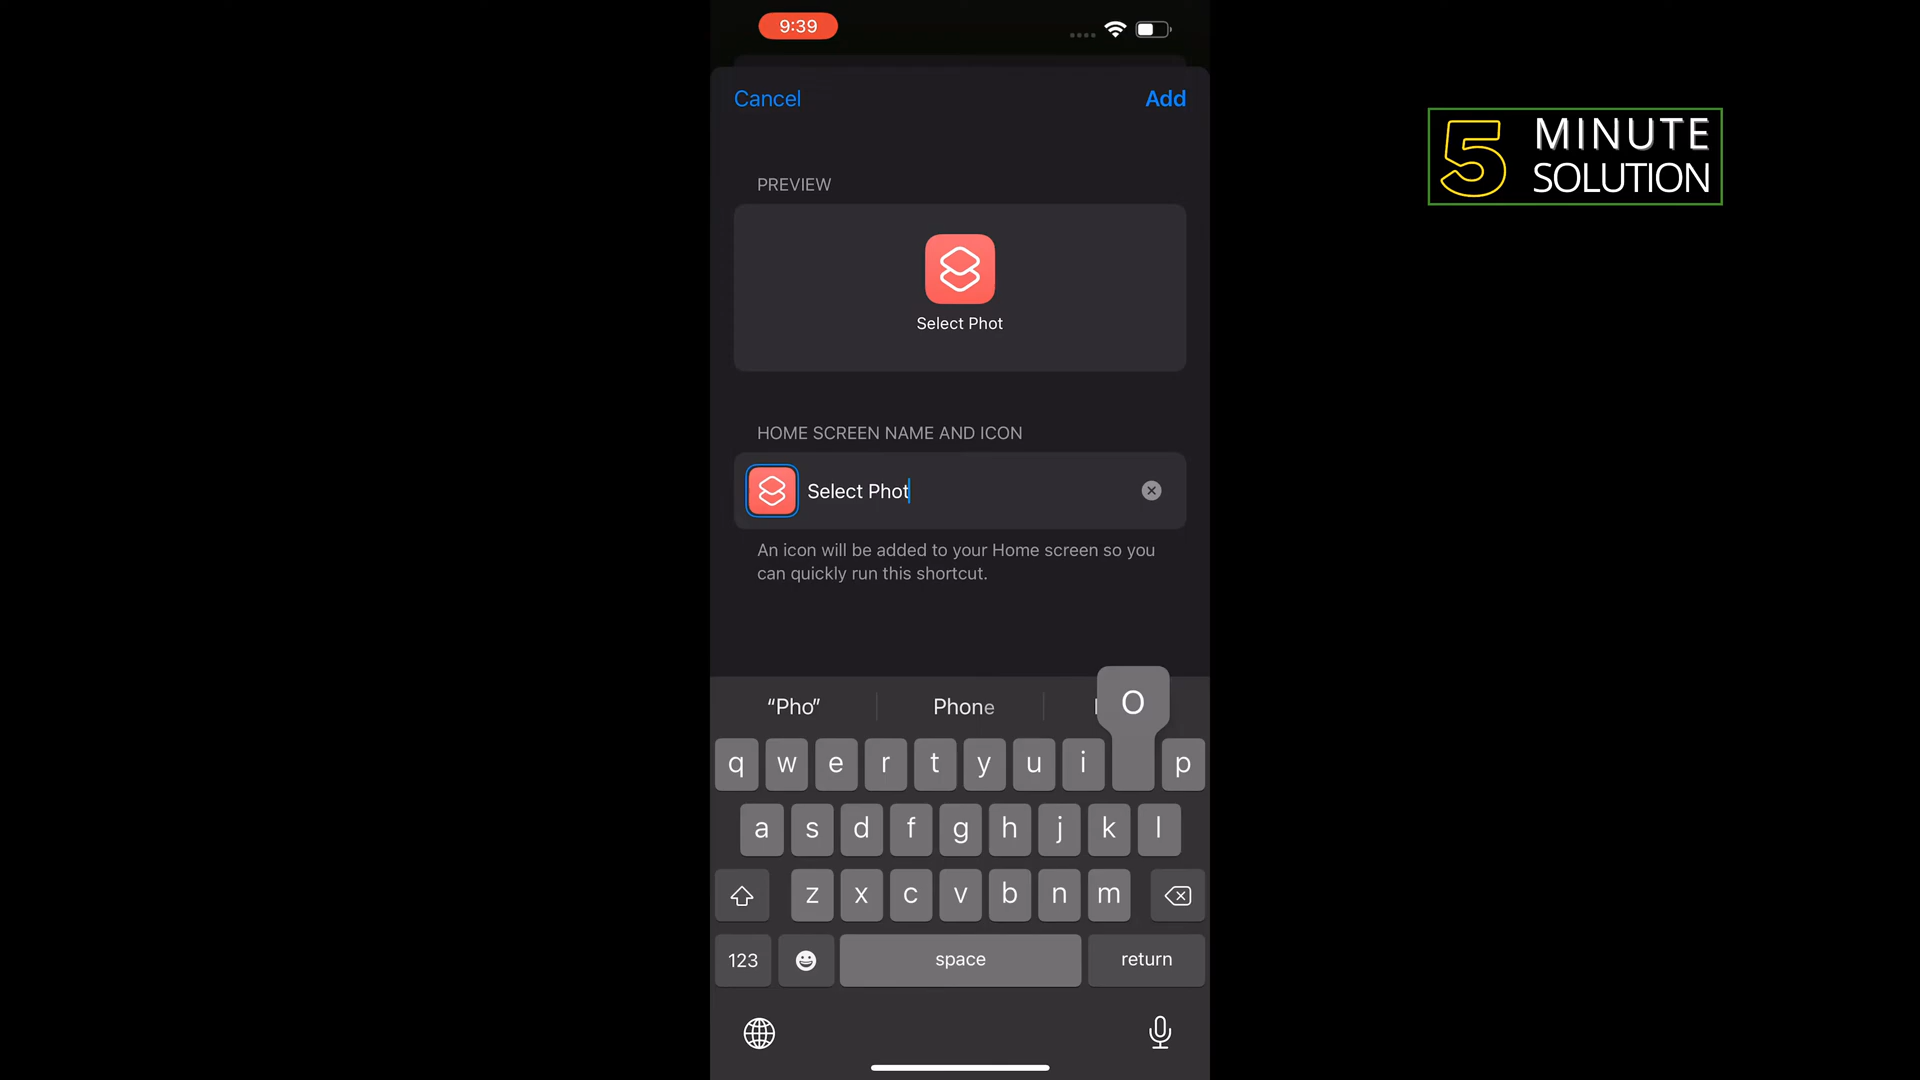 9:39
Cancel
Add
5 MINUTE
SOLUTION
PREVIEW
Select Phot
HOME SCREEN NAME AND ICON
Select Phot
An icon will be added to your Home screen so you
can quickly run this shortcut.
“Pho” Phone
O
q w e r t y u i p
a s d f g h j k l
z x c v b n m
123 space return